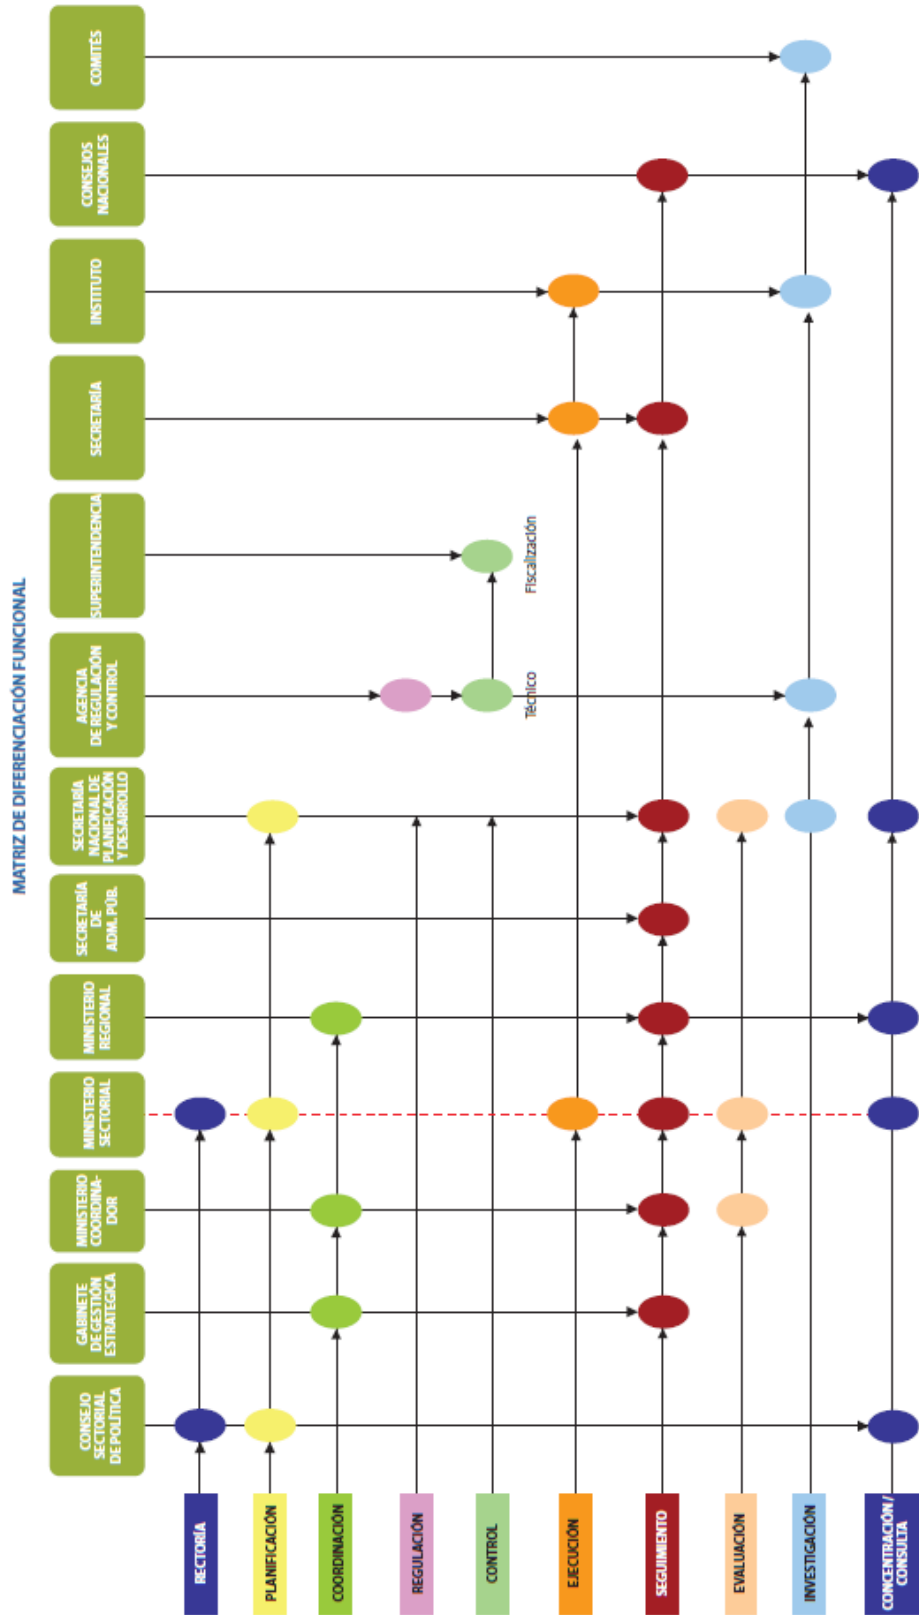 MATRIZ DE DIFERENCIACIÓN FUNCIONAL
CONSEJO
SECTORIAL
DE POLÍTICA
GABINETE
DE GESTIÓN
ESTRATEGICA
MINISTERIO
COORDINA-
DOR
MINISTERIO
SECTORIAL
MINISTERIO
REGIONAL
SECRETARÍA
DE
ADM. PÚB.
SECRETARÍA
NACIONAL DE
PLANIFICACIÓN
Y DESARROLLO
AGENCIA
DE REGULACIÓN
Y CONTROL
SUPERINTENDENCIA
SECRETARÍA
INSTITUTO
CONSEJOS
NACIONALES
COMITÉS
RECTORÍA
PLANIFICACIÓN
COORDINACIÓN
REGULACIÓN
CONTROL
Técnico
Fiscalización
EJECUCIÓN
SEGUIMIENTO
EVALUACIÓN
INVESTIGACIÓN
CONCENTRACIÓN /
CONSULTA